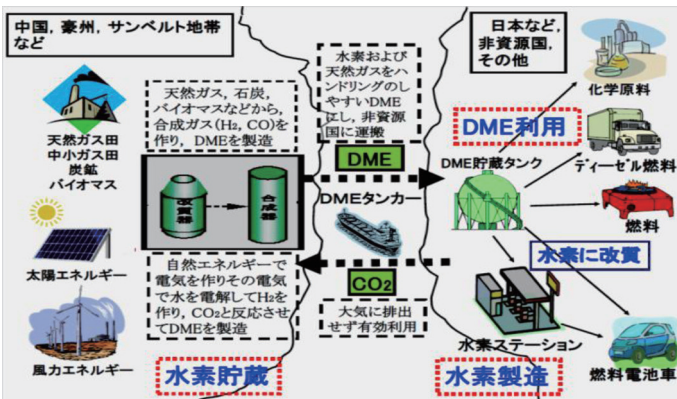 中国，豪州，サンベルト地帯
など
日本など，
非資源国，
その他
水素および
天然ガスをハ
ンドリングのし
やすいDME
にし，非資源
国に運搬
天然ガス，石炭，
バイオマスなどから，
合成ガス(H₂, CO)を
作り，DMEを製造
天然ガス田
中小ガス田
炭鉱
バイオマス
改質器
合成器
DME
DMEタンカー
CO₂
大気に排出
せず有効利用
太陽エネルギー
自然エネルギーで
電気を作りその電気
で水を電解してH₂を
作り，CO₂と反応させ
てDMEを製造
風力エネルギー
水素貯蔵
化学原料
DME利用
DME貯蔵タンク
ディーゼル燃料
燃料
水素に改質
水素ステーション
水素製造
燃料電池車